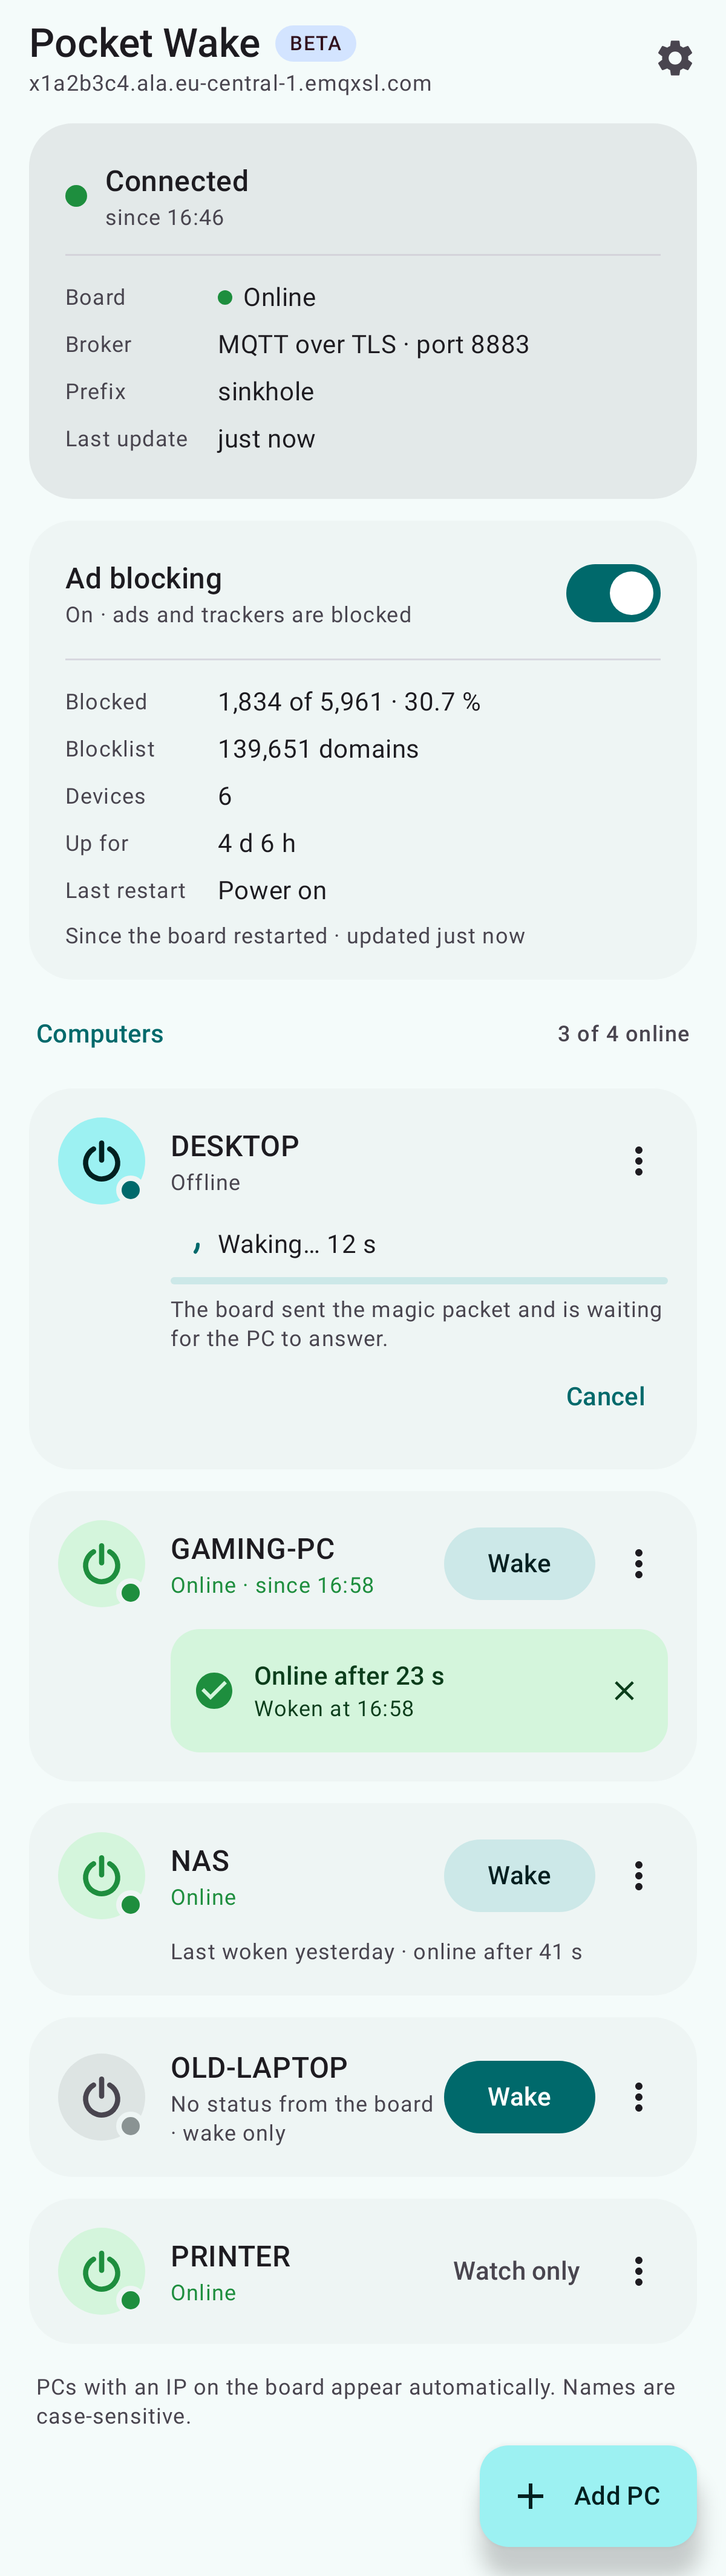 Pocket Wake BETA
x1a2b3c4.ala.eu-central-1.emqxsl.com
Connected
since 16:46
Board Online
Broker MQTT over TLS · port 8883
Prefix sinkhole
Last update just now
Ad blocking
On · ads and trackers are blocked
Blocked 1,834 of 5,961 · 30.7 %
Blocklist 139,651 domains
Devices 6
Up for 4 d 6 h
Last restart Power on
Since the board restarted · updated just now
Computers 3 of 4 online
DESKTOP
Offline
Waking... 12 s
The board sent the magic packet and is waiting
for the PC to answer.
Cancel
GAMING-PC
Online · since 16:58
Wake
Online after 23 s
Woken at 16:58
NAS
Online
Wake
Last woken yesterday · online after 41 s
OLD-LAPTOP
No status from the board
· wake only
Wake
PRINTER
Online
Watch only
PCs with an IP on the board appear automatically. Names are
case-sensitive.
Add PC